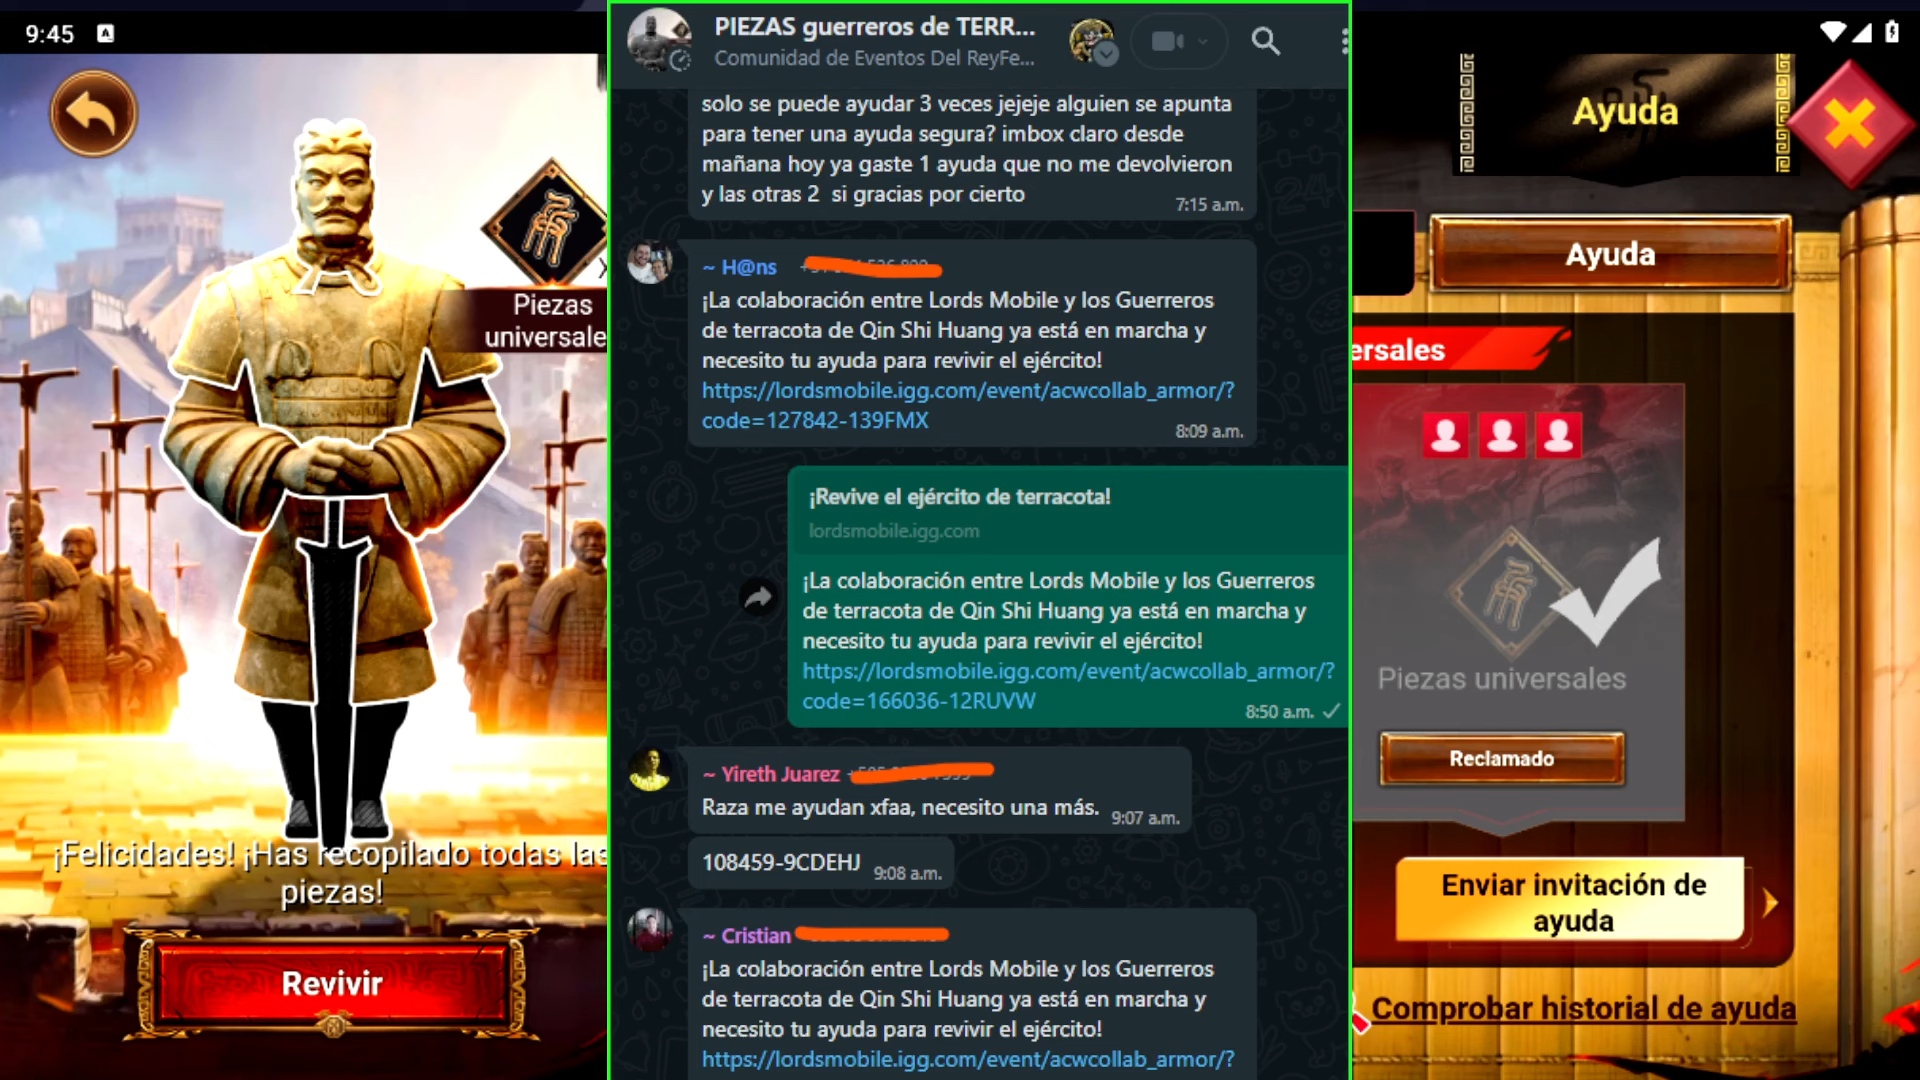 9:45
A
Piezas
universale
¡Felicidades! ¡Has recopilado todas las
piezas!
Revivir
PIEZAS guerreros de TERR...
Comunidad de Eventos Del ReyFe...
solo se puede ayudar 3 veces jejeje alguien se apunta
para tener una ayuda segura? imbox claro desde
mañana hoy ya gaste 1 ayuda que no me devolvieron
y las otras 2 si gracias por cierto
7:15 a.m.
~ H@ns
¡La colaboración entre Lords Mobile y los Guerreros
de terracota de Qin Shi Huang ya está en marcha y
necesito tu ayuda para revivir el ejército!
https://lordsmobile.igg.com/event/acwcollab_armor/?
code=127842-139FMX
8:09 a.m.
¡Revive el ejército de terracota!
lordsmobile.igg.com
¡La colaboración entre Lords Mobile y los Guerreros
de terracota de Qin Shi Huang ya está en marcha y
necesito tu ayuda para revivir el ejército!
https://lordsmobile.igg.com/event/acwcollab_armor/?
code=166036-12RUVW
8:50 a.m.
~ Yireth Juarez
Raza me ayudan xfaa, necesito una más.
9:07 a.m.
108459-9CDEHJ
9:08 a.m.
~ Cristian
¡La colaboración entre Lords Mobile y los Guerreros
de terracota de Qin Shi Huang ya está en marcha y
necesito tu ayuda para revivir el ejército!
https://lordsmobile.igg.com/event/acwcollab_armor/?
Ayuda
Ayuda
ersales
Piezas universales
Reclamado
Enviar invitación de
ayuda
Comprobar historial de ayuda